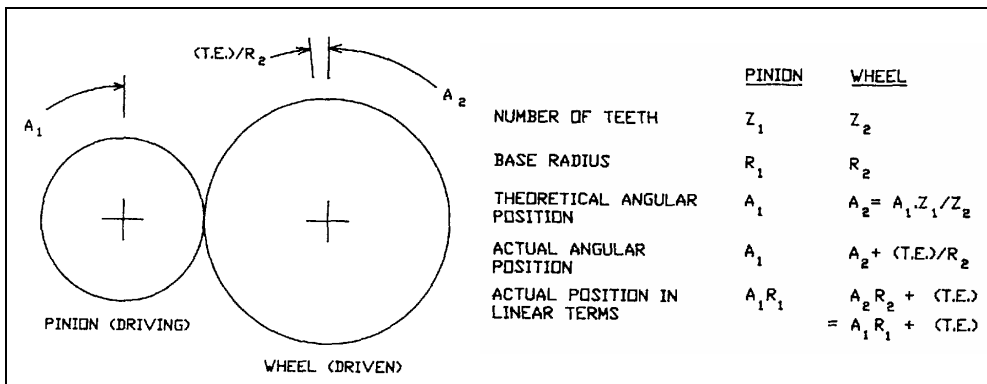 (T.E.)/R₂
A₁
A₂
PINION (DRIVING)
WHEEL (DRIVEN)
PINION WHEEL
NUMBER OF TEETH Z₁ Z₂
BASE RADIUS R₁ R₂
THEORETICAL ANGULAR
POSITION A₁ A₂= A₁.Z₁/Z₂
ACTUAL ANGULAR
POSITION A₁ A₂+ (T.E.)/R₂
ACTUAL POSITION IN A₁R₁ A₂R₂ + (T.E.)
LINEAR TERMS = A₁R₁ + (T.E.)